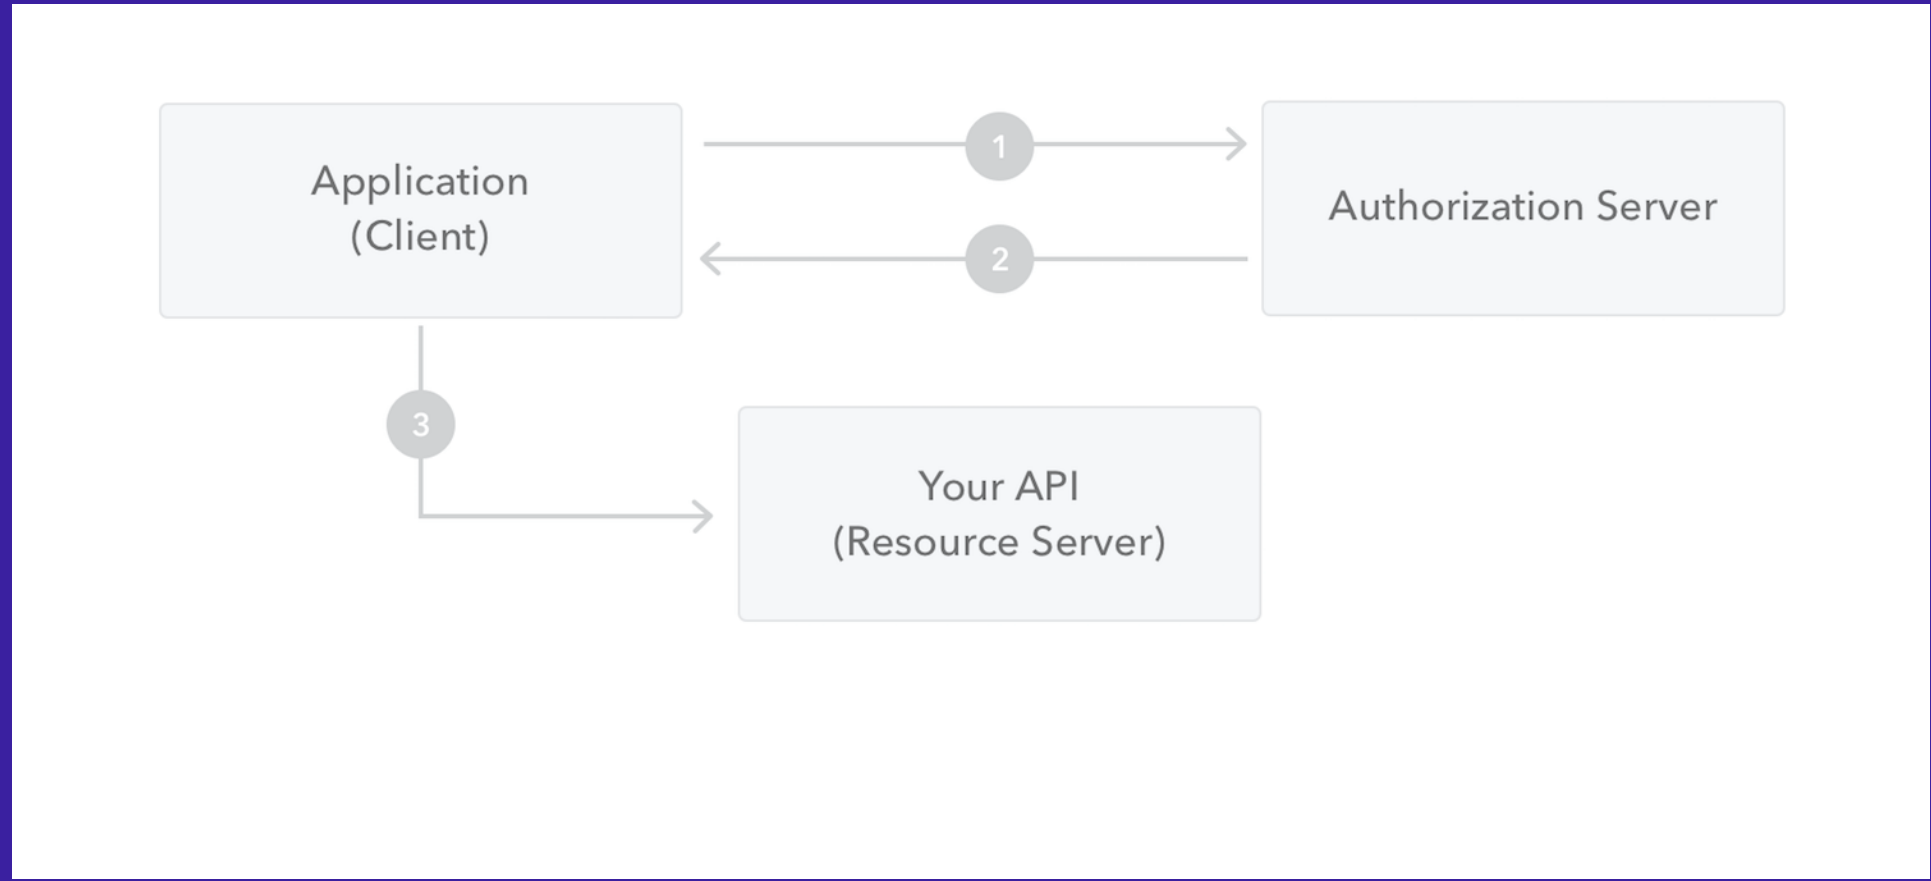 Application
(Client)
1
Authorization Server
2
3
Your API
(Resource Server)